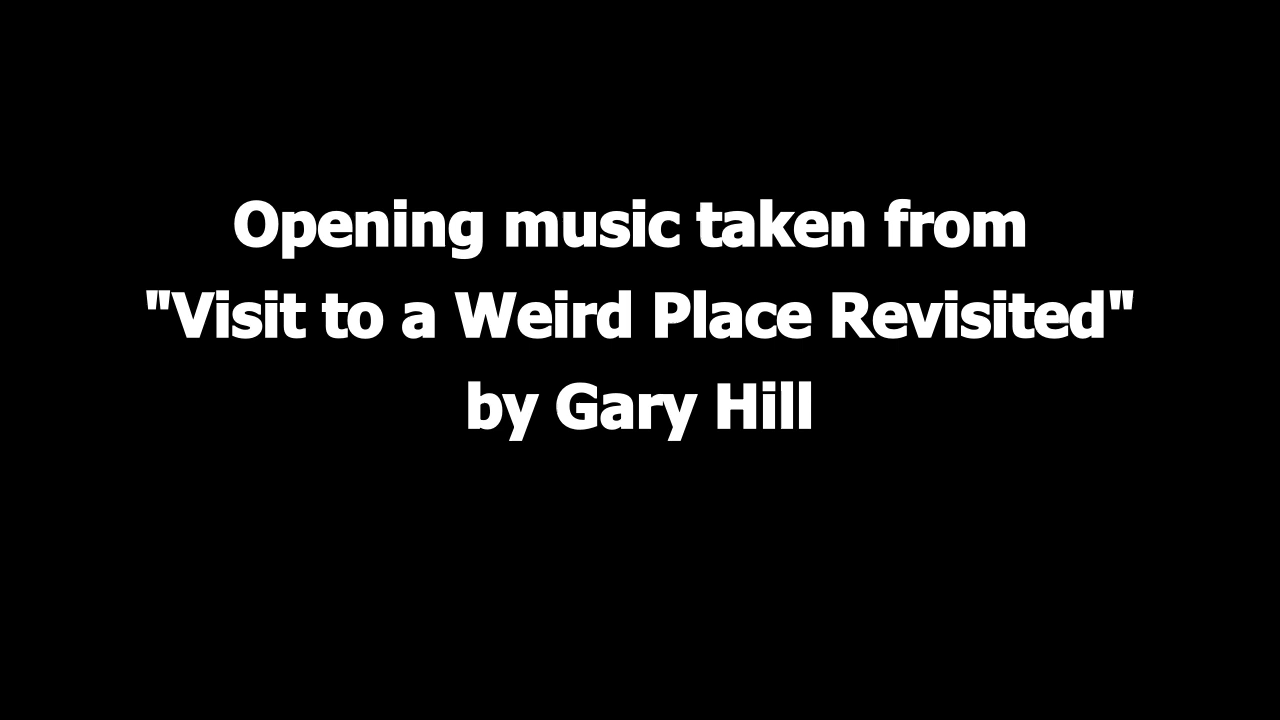 Opening music taken from
"Visit to a Weird Place Revisited"
by Gary Hill